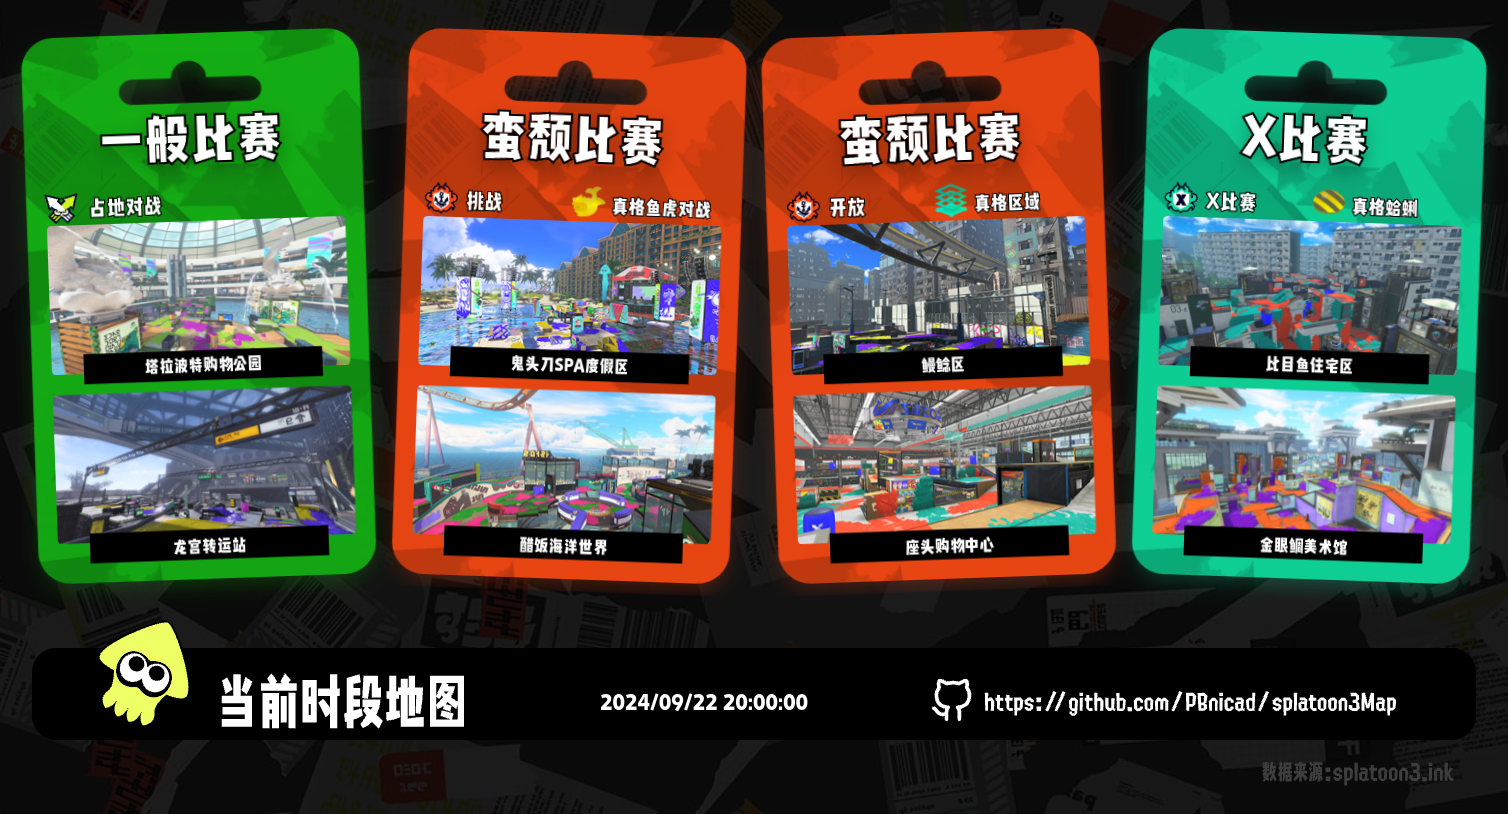 一般比赛
占地对战
塔拉波特购物公园
龙宫转运站
蛮颓比赛
挑战
真格鱼虎对战
鬼头刀SPA度假区
醋饭海洋世界
蛮颓比赛
开放
真格区域
鳗鲶区
座头购物中心
X比赛
X比赛
真格蛤蜊
比目鱼住宅区
金眼鲷美术馆
当前时段地图
2024/09/22 20:00:00
https://github.com/PBnicad/splatoon3Map
数据来源:splatoon3.ink